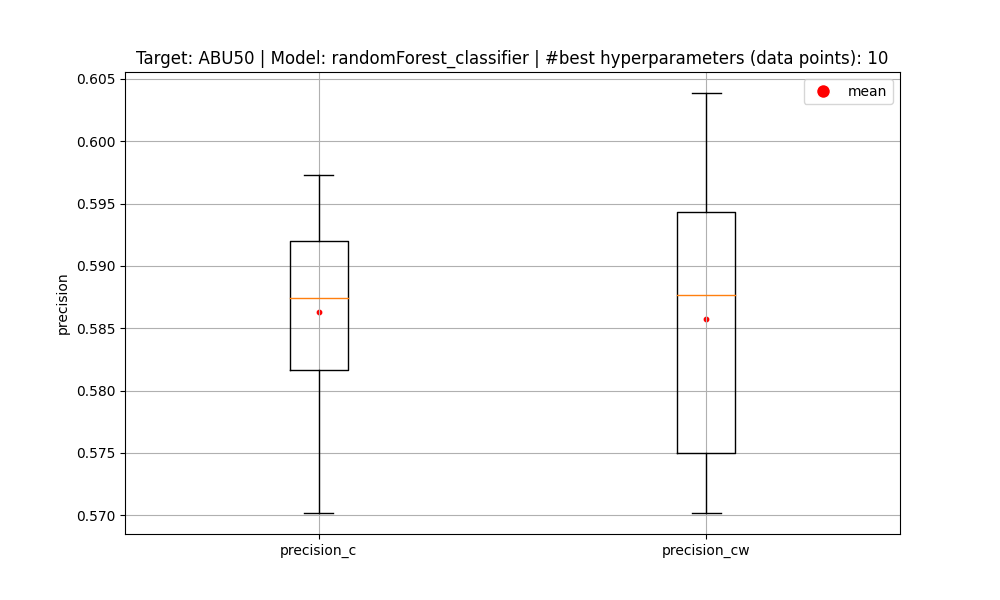 Target: ABU50 | Model: randomForest_classifier | #best hyperparameters (data points): 10
mean
precision
0.605
0.600
0.595
0.590
0.585
0.580
0.575
0.570
precision_c
precision_cw